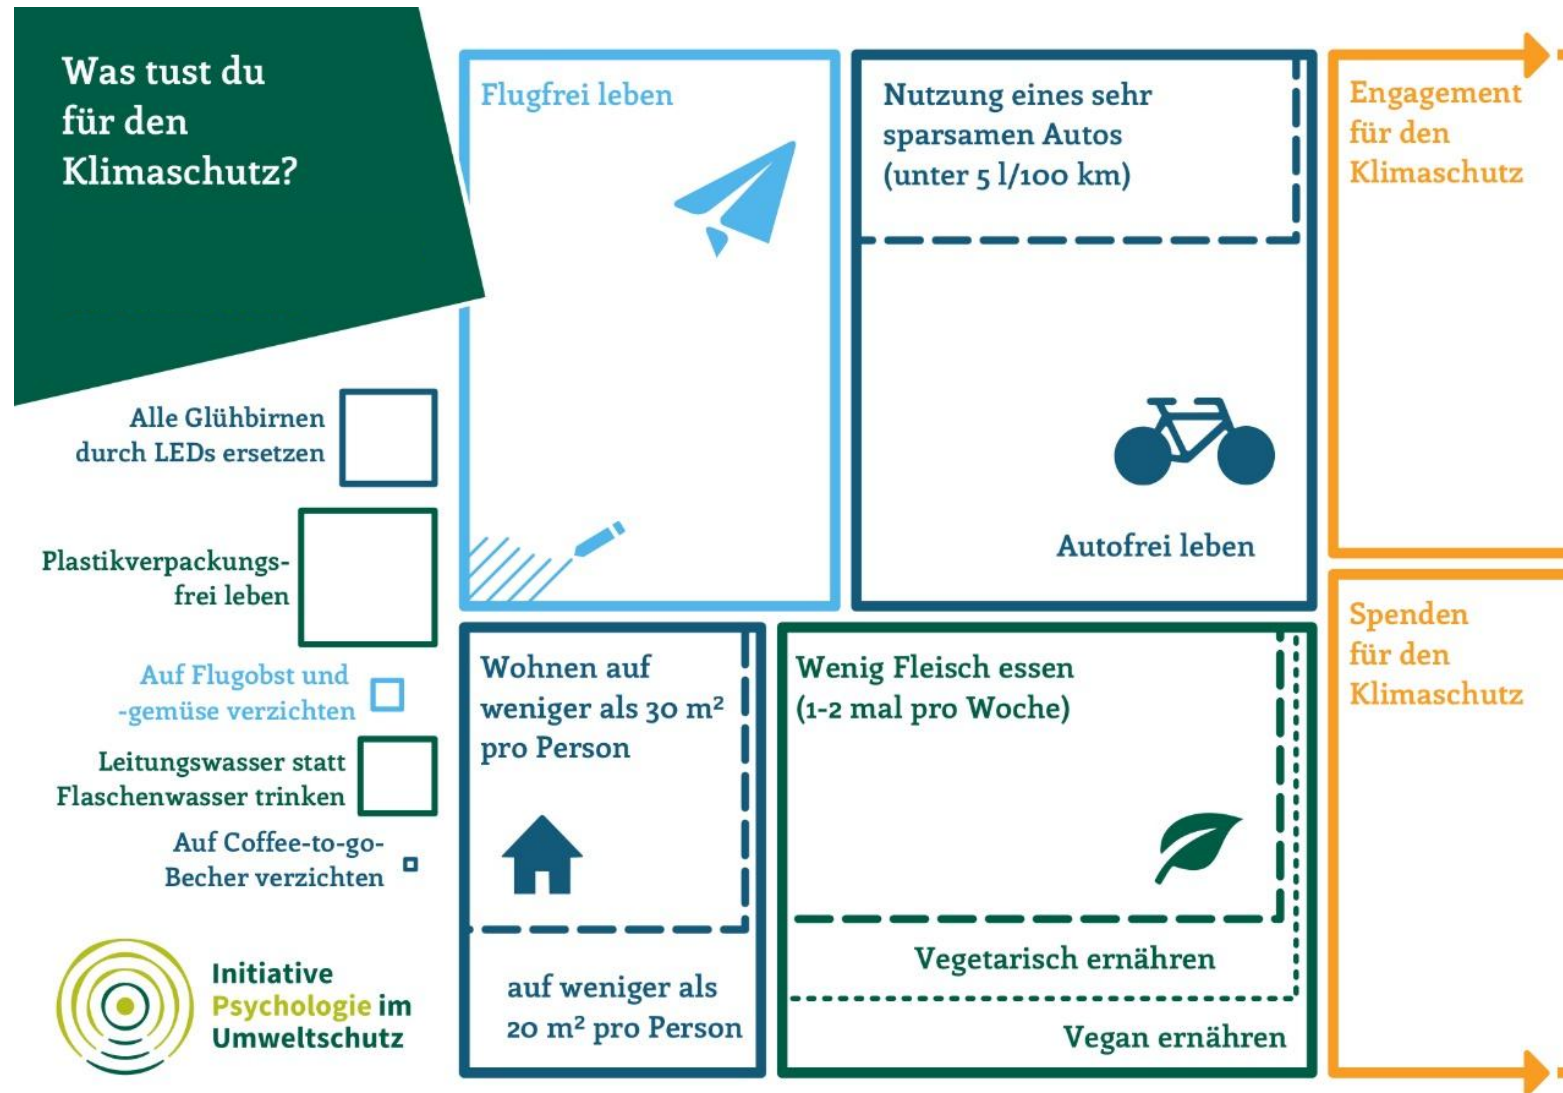 Was tust du
für den
Klimaschutz?
Flugfrei leben
Nutzung eines sehr
sparsamen Autos
(unter 5 l/100 km)
Autofrei leben
Engagement
für den
Klimaschutz
Alle Glühbirnen
durch LEDs ersetzen
Plastikverpackungs-
frei leben
Auf Flugobst und
-gemüse verzichten
Leitungswasser statt
Flaschenwasser trinken
Auf Coffee-to-go-
Becher verzichten
Wohnen auf
weniger als 30 m²
pro Person
auf weniger als
20 m² pro Person
Wenig Fleisch essen
(1-2 mal pro Woche)
Vegetarisch ernähren
Vegan ernähren
Spenden
für den
Klimaschutz
Initiative
Psychologie im
Umweltschutz